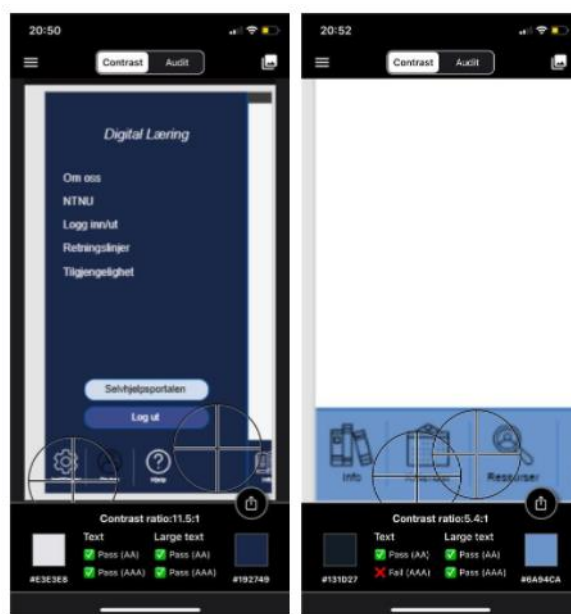 20:50
Contrast
Audit
Digital Læring
Om oss
NTNU
Logg inn/ut
Retningslinjer
Tilgjengelighet
Selvhjelpsportalen
Log ut
Contrast ratio:11.5:1
Text
Large text
Pass (AA)
Pass (AA)
Pass (AAA)
Pass (AAA)
#E3E3E8
#192749
20:52
Contrast
Audit
Info
Ressurser
Contrast ratio:5.4:1
Text
Large text
Pass (AA)
Pass (AA)
Fail (AAA)
Pass (AAA)
#131D27
#6A94CA